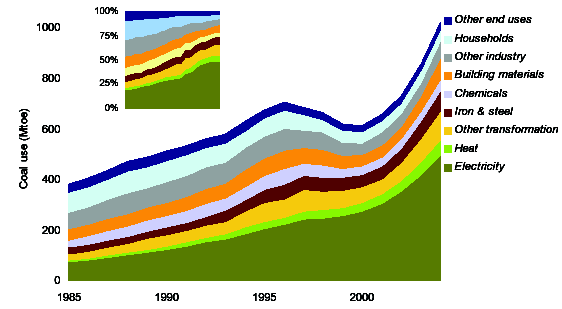 100%
75%
50%
25%
0%
Coal use (Mtoe)
1000
800
600
400
200
0
1985
1990
1995
2000
Other end uses
Households
Other industry
Building materials
Chemicals
Iron & steel
Other transformation
Heat
Electricity